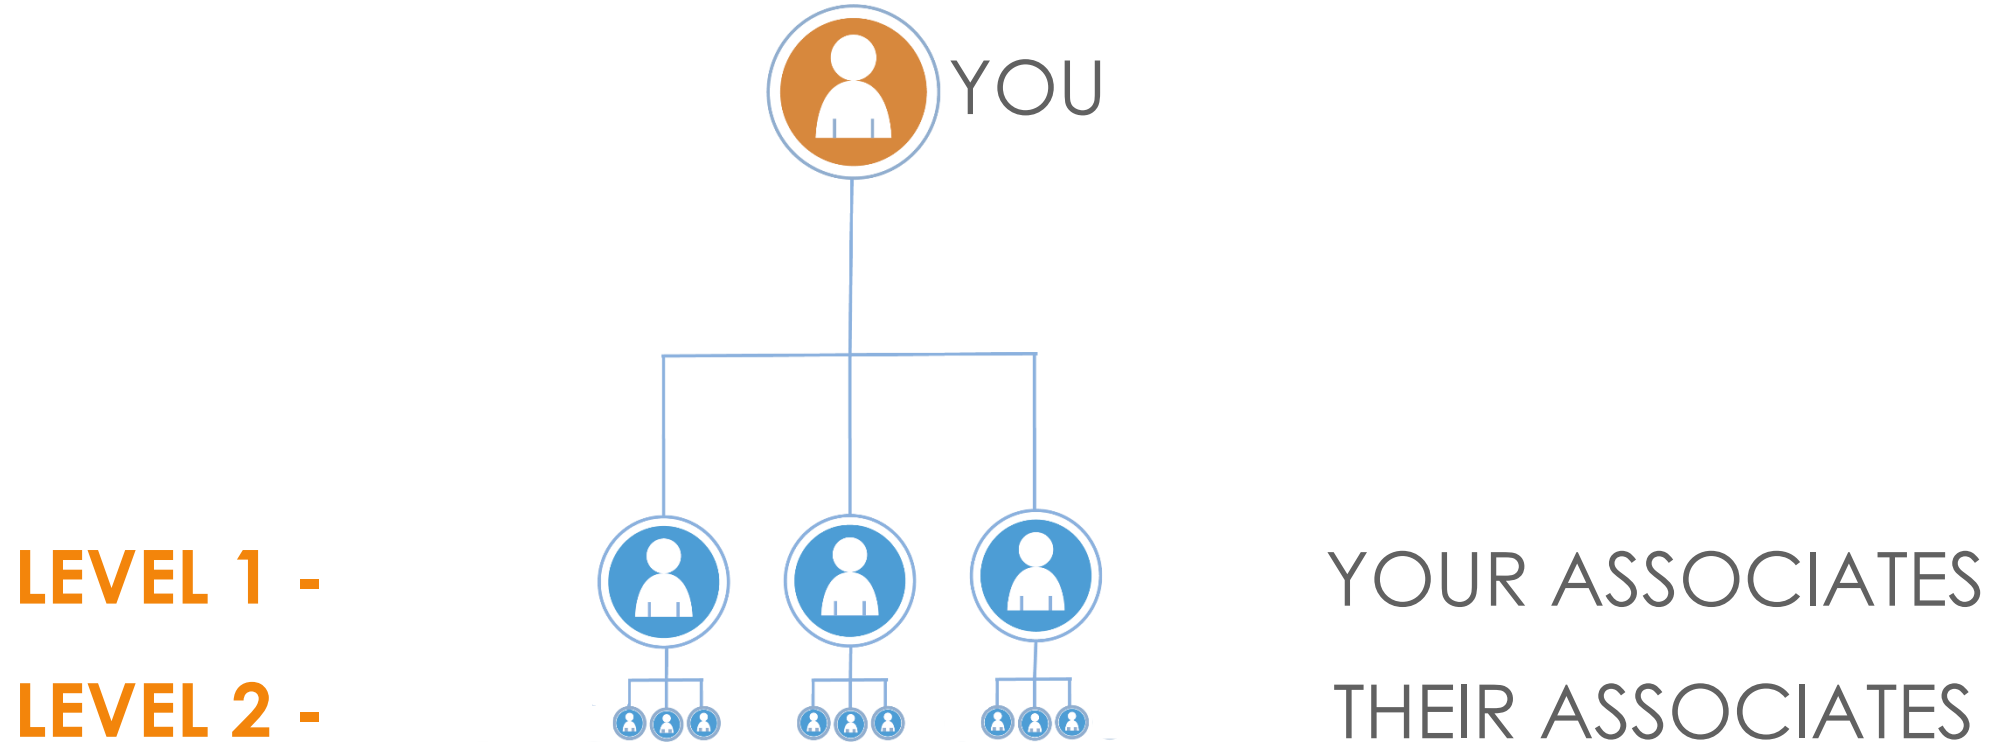 YOU
LEVEL 1 - YOUR ASSOCIATES
LEVEL 2 - THEIR ASSOCIATES